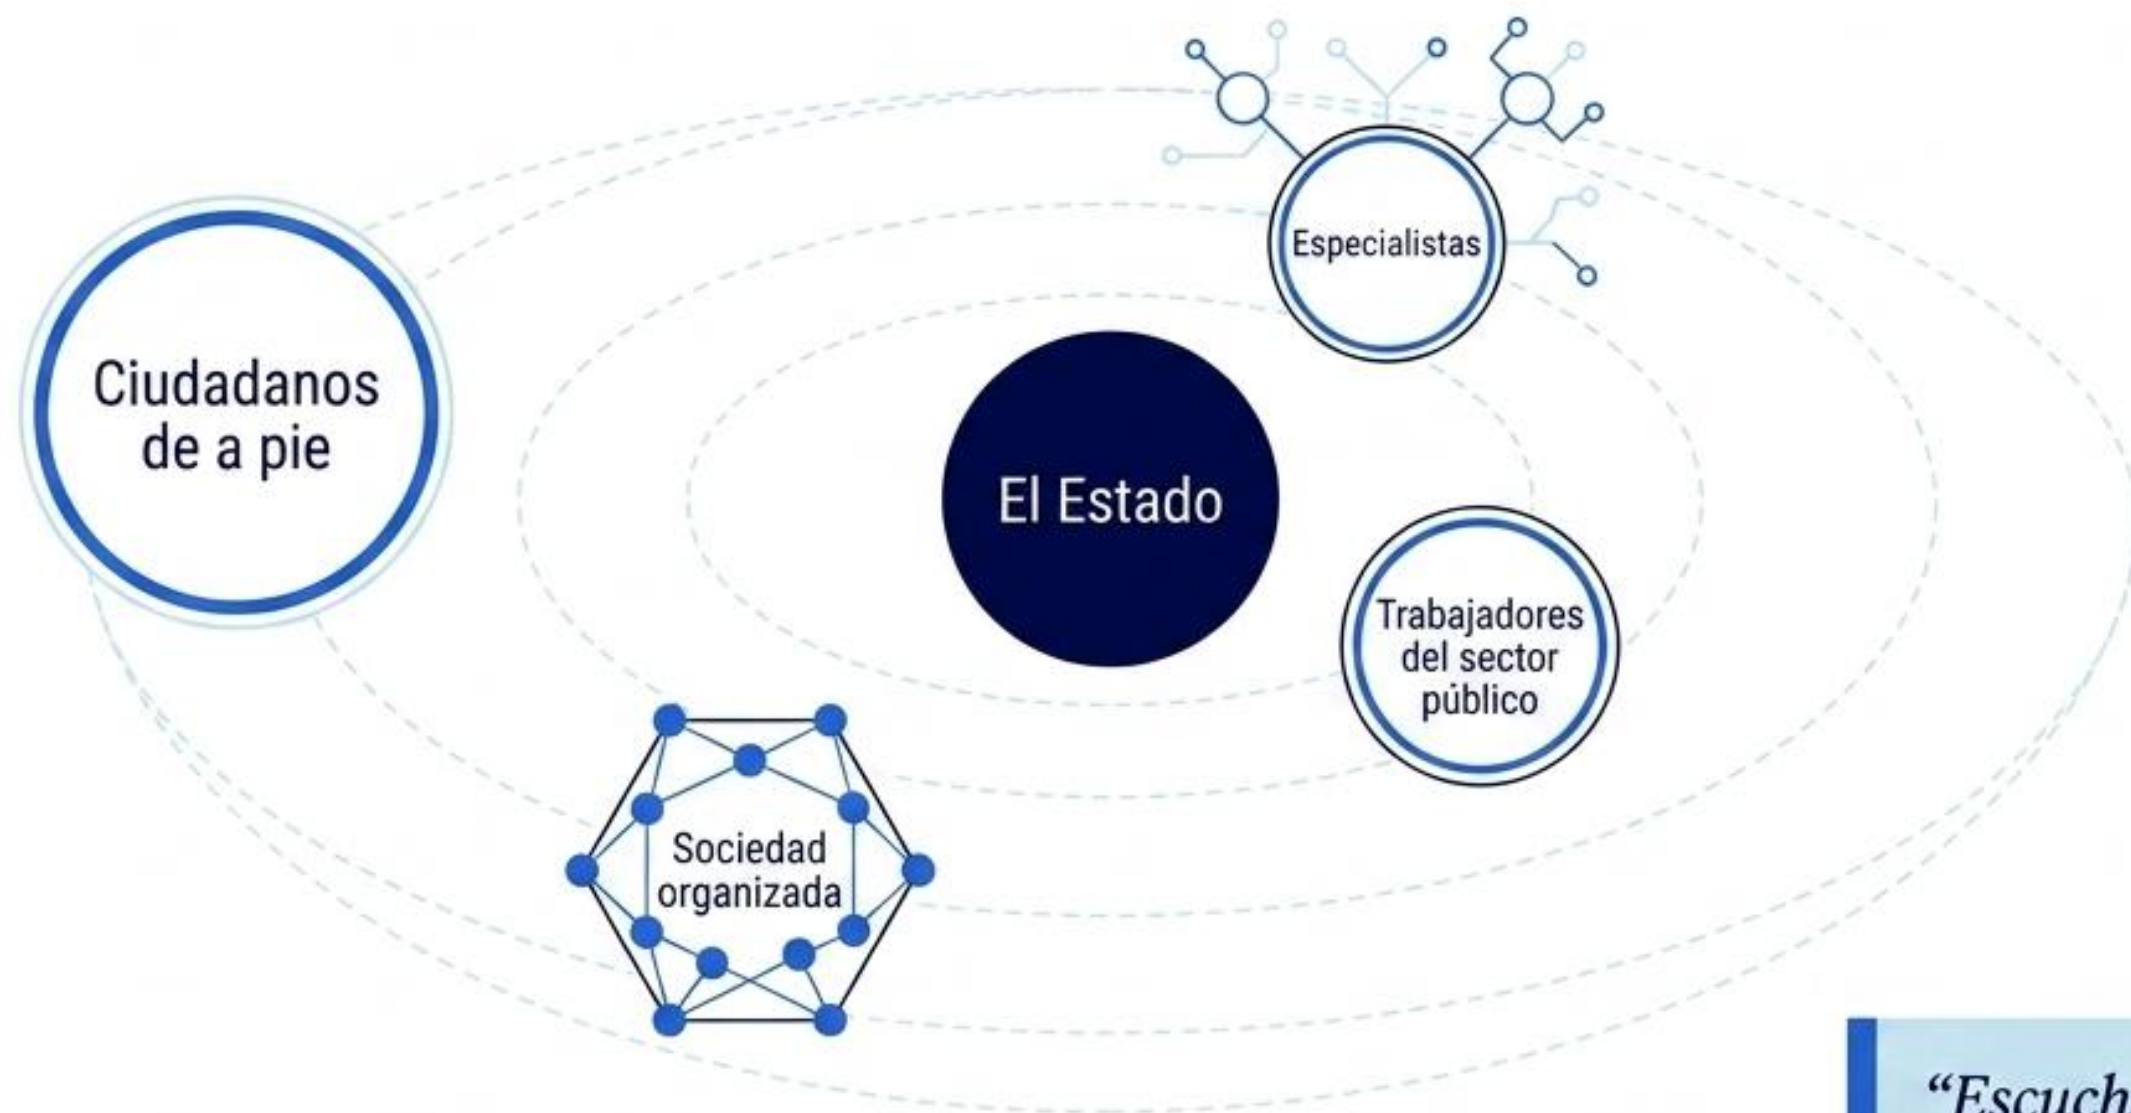 Especialistas
Ciudadanos
de a pie
El Estado
Trabajadores
del sector
público
Sociedad
organizada